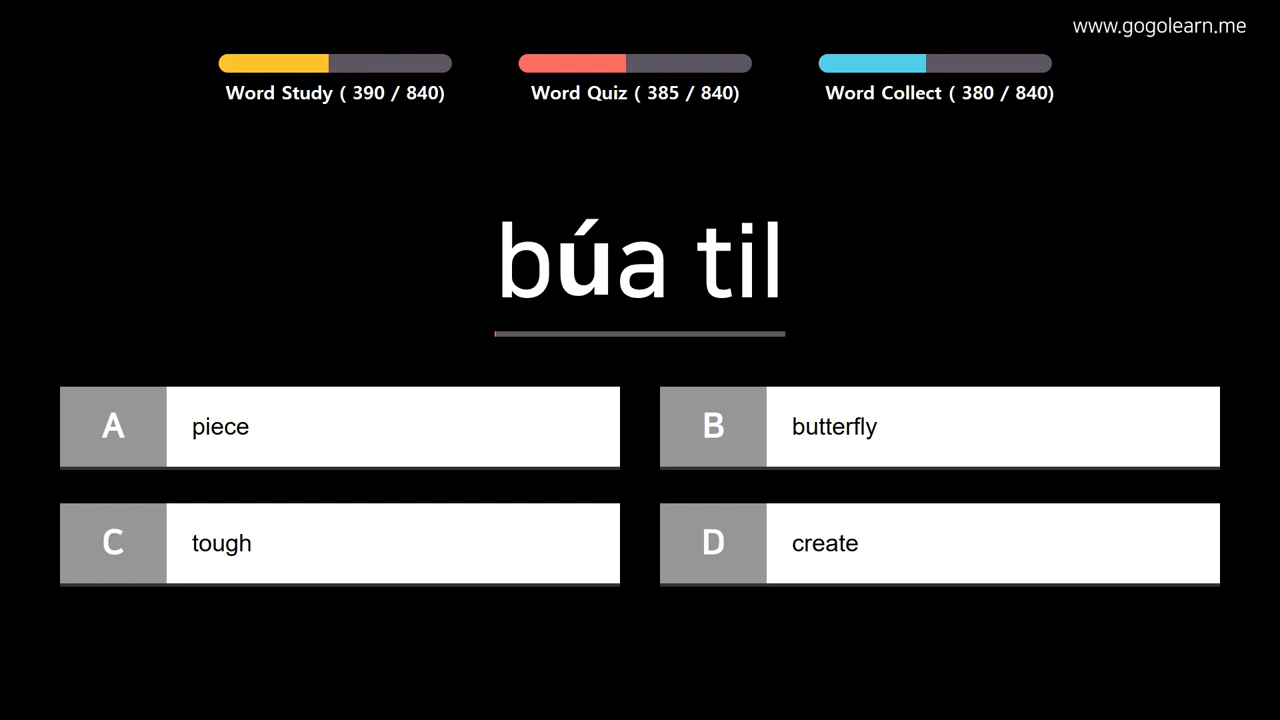 www.gogolearn.me
Word Study ( 390 / 840)
Word Quiz ( 385 / 840)
Word Collect ( 380 / 840)
búa til
A piece
B butterfly
C tough
D create